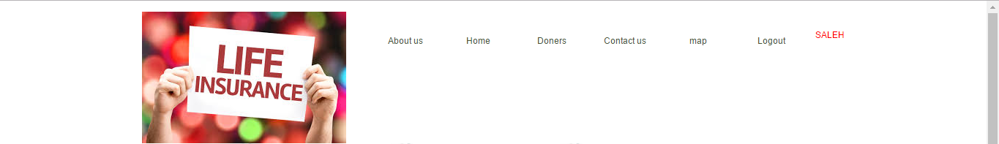 LIFE
INSURANCE
About us Home Doners Contact us map Logout SALEH